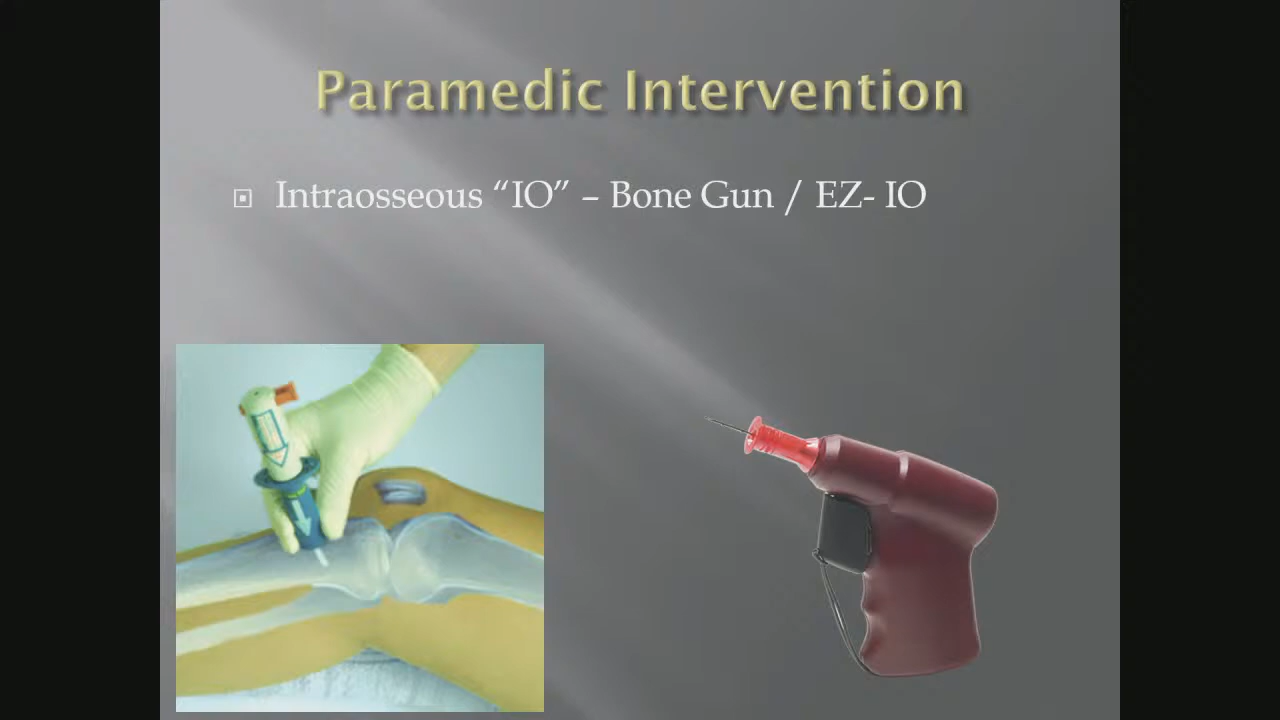 Paramedic Intervention
Intraosseous “IO” – Bone Gun / EZ- IO